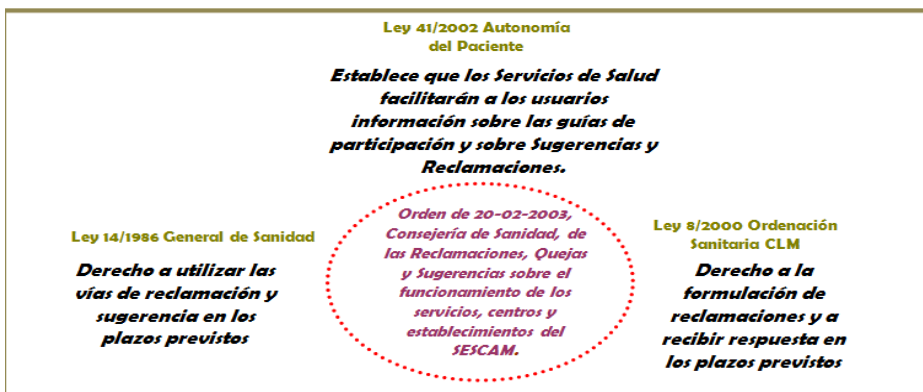 Ley 41/2002 Autonomía
del Paciente
Establece que los Servicios de Salud
facilitarán a los usuarios
información sobre las guías de
participación y sobre Sugerencias y
Reclamaciones.
Ley 14/1986 General de Sanidad
Derecho a utilizar las
vías de reclamación y
sugerencia en los
plazos previstos
Orden de 20-02-2003,
Consejería de Sanidad, de
las Reclamaciones, Quejas
y Sugerencias sobre el
funcionamiento de los
servicios, centros y
establecimientos del
SESCAM.
Ley 8/2000 Ordenación
Sanitaria CLM
Derecho a la
formulación de
reclamaciones y a
recibir respuesta en
los plazos previstos